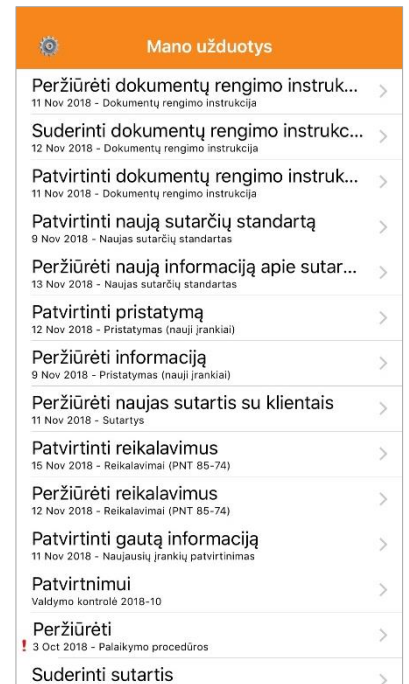 Mano užduotys
Peržiūrėti dokumentų rengimo instruk...
11 Nov 2018 - Dokumentų rengimo instrukcija
Suderinti dokumentų rengimo instrukc...
12 Nov 2018 - Dokumentų rengimo instrukcija
Patvirtinti dokumentų rengimo instruk...
11 Nov 2018 - Dokumentų rengimo instrukcija
Patvirtinti naują sutarčių standartą
9 Nov 2018 - Naujas sutarčių standartas
Peržiūrėti naują informaciją apie sutar...
13 Nov 2018 - Naujas sutarčių standartas
Patvirtinti pristatymą
12 Nov 2018 - Pristatymas (nauji įrankiai)
Peržiūrėti informaciją
9 Nov 2018 - Pristatymas (nauji įrankiai)
Peržiūrėti naujas sutartis su klientais
11 Nov 2018 - Sutartys
Patvirtinti reikalavimus
15 Nov 2018 - Reikalavimai (PNT 85-74)
Peržiūrėti reikalavimus
12 Nov 2018 - Reikalavimai (PNT 85-74)
Patvirtinti gautą informaciją
11 Nov 2018 - Naujausių įrankių patvirtinimas
Patvirtnimui
Valdymo kontrolė 2018-10
Peržiūrėti
! 3 Oct 2018 - Palaikymo procedūros
Suderinti sutartis